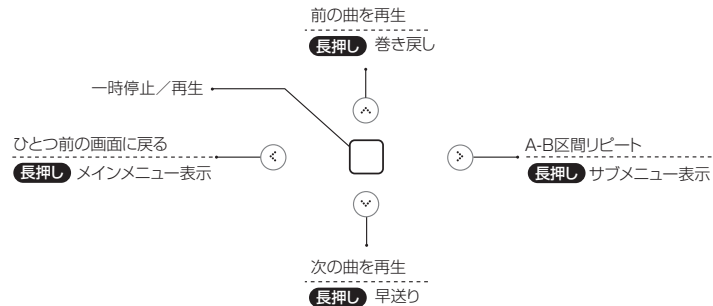 前の曲を再生
長押し 巻き戻し
一時停止／再生
ひとつ前の画面に戻る
長押し メインメニュー表示
A-B区間リピート
長押し サブメニュー表示
次の曲を再生
長押し 早送り